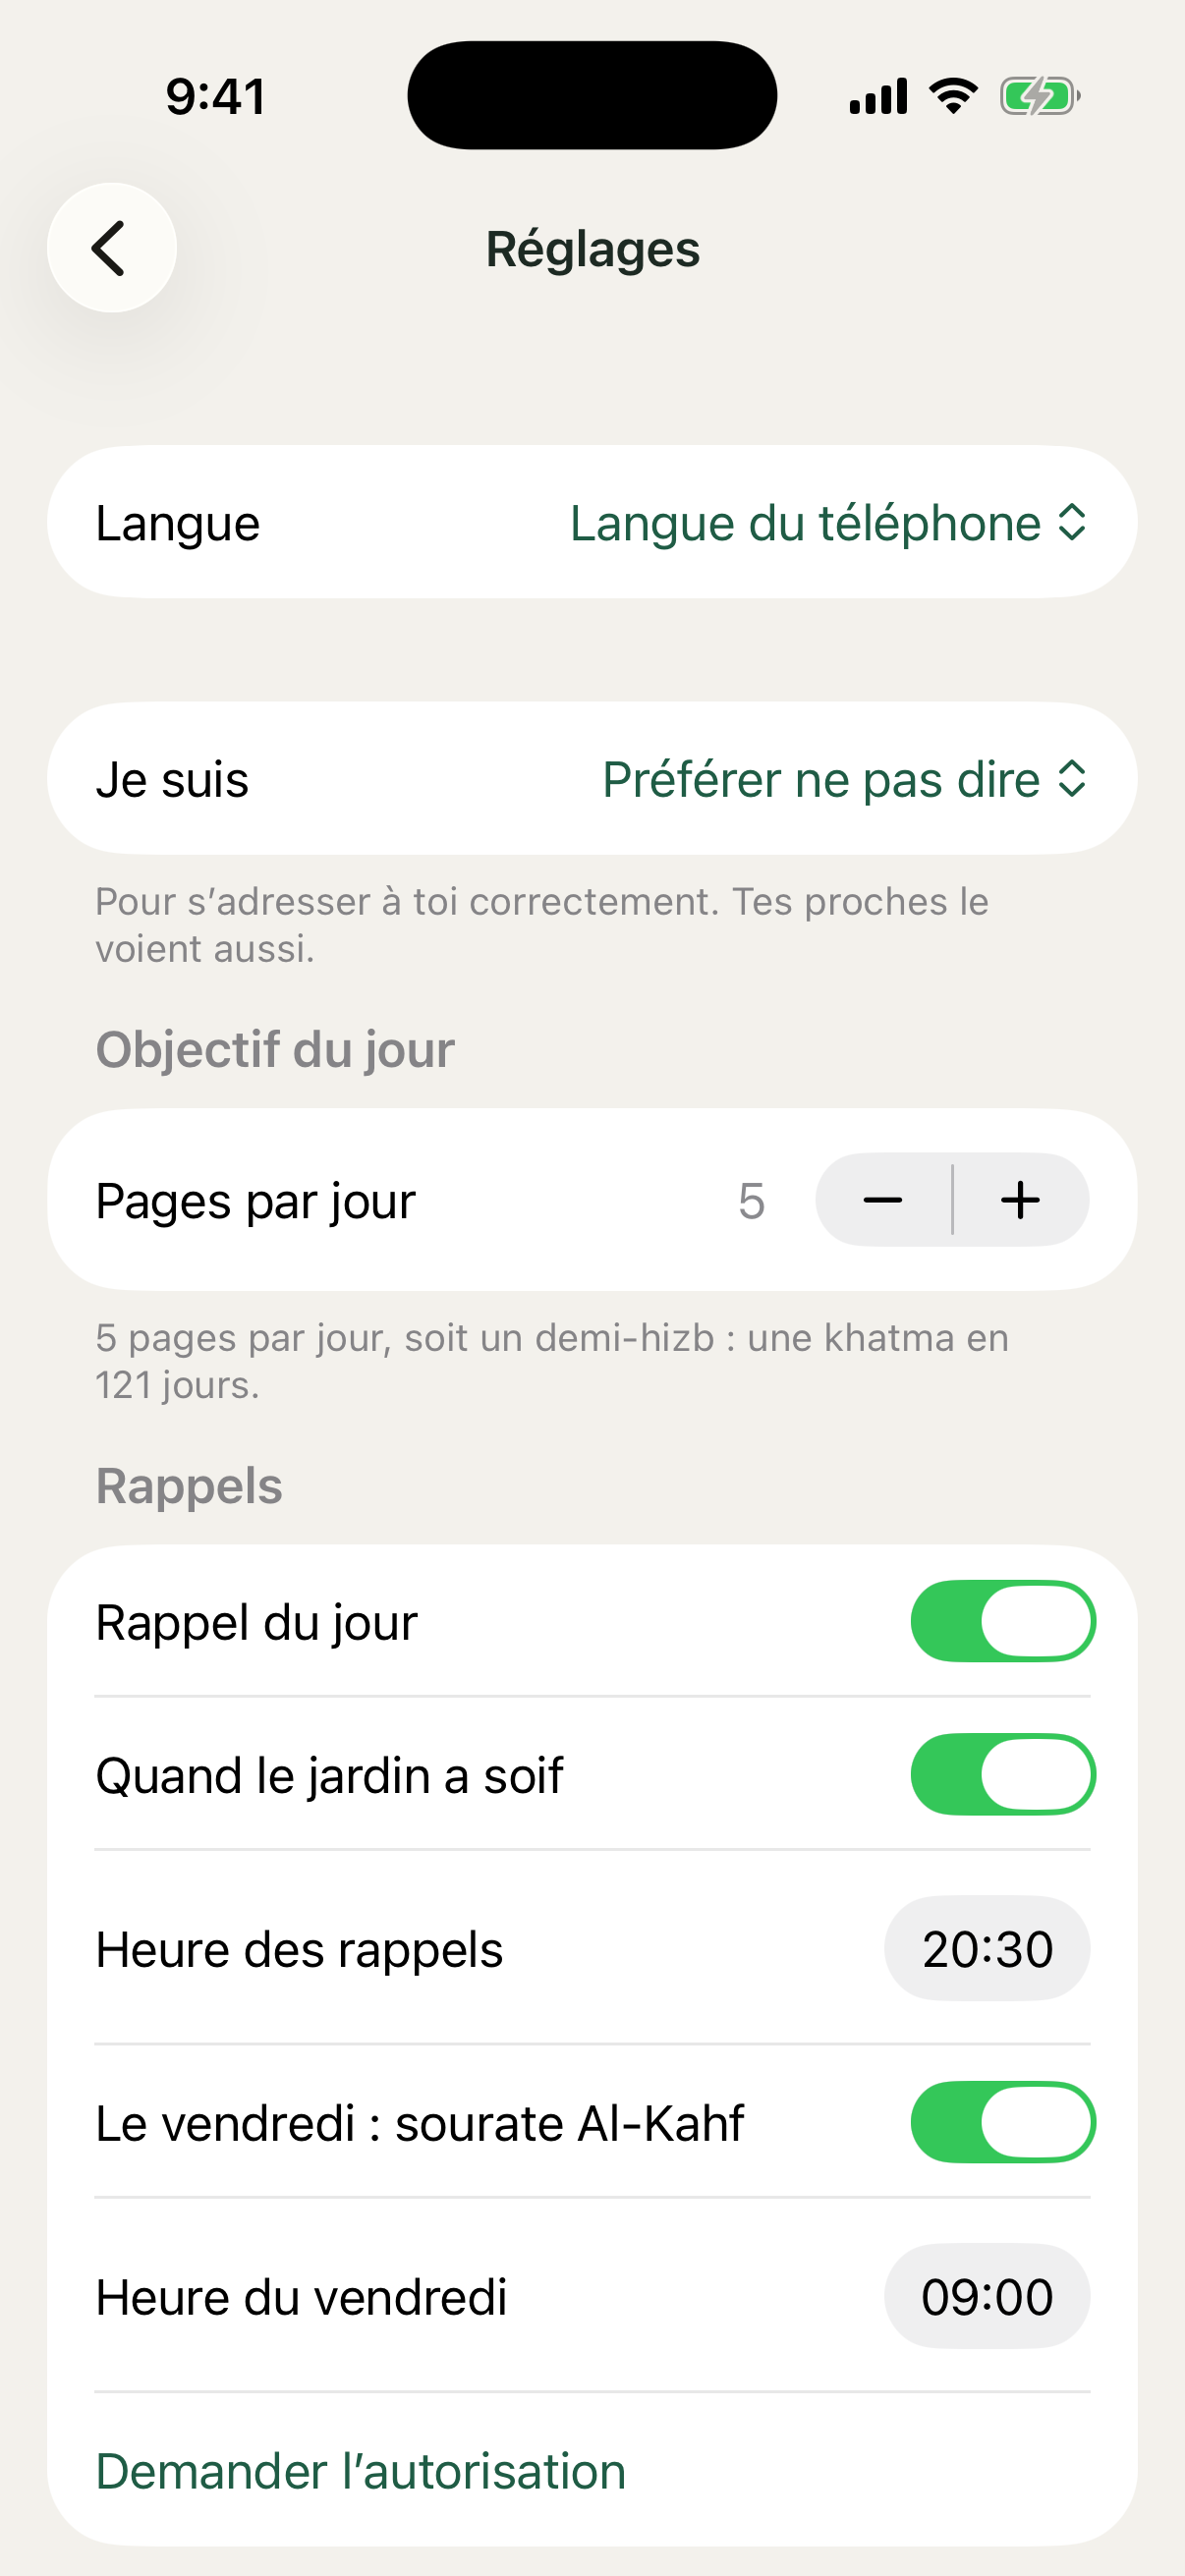 9:41
Réglages
Langue
Langue du téléphone
Je suis
Préférer ne pas dire
Pour s’adresser à toi correctement. Tes proches le
voient aussi.
Objectif du jour
Pages par jour
5
5 pages par jour, soit un demi-hizb : une khatma en
121 jours.
Rappels
Rappel du jour
Quand le jardin a soif
Heure des rappels
20:30
Le vendredi : sourate Al-Kahf
Heure du vendredi
09:00
Demander l’autorisation